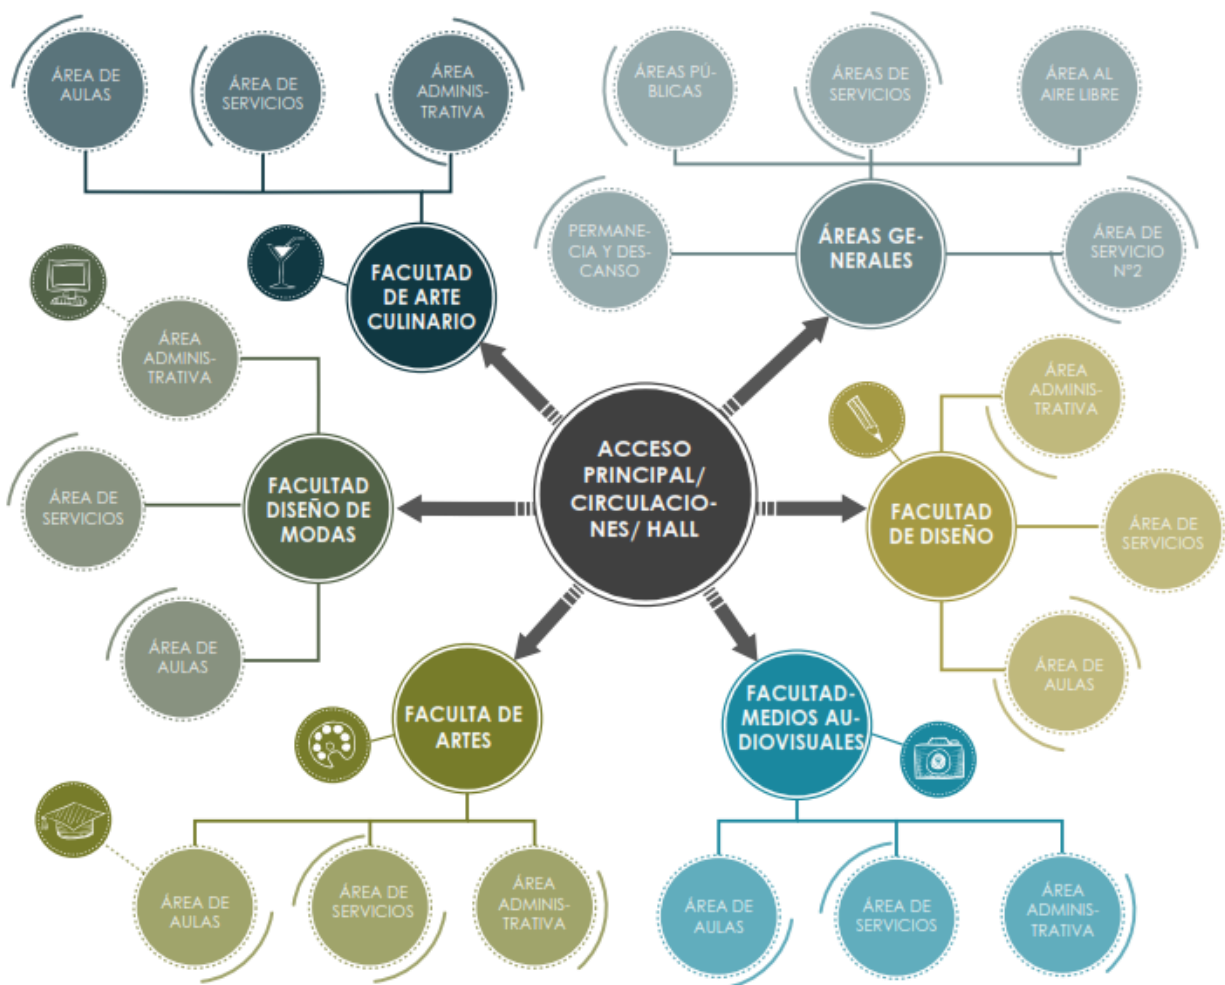 ÁREA DE
AULAS
ÁREA DE
SERVICIOS
ÁREA
ADMINIS-
TRATIVA
ÁREAS PÚ-
BLICAS
ÁREAS DE
SERVICIOS
ÁREA AL
AIRE LIBRE
FACULTAD
DE ARTE
CULINARIO
PERMANE-
CIA Y DES-
CANSO
ÁREAS GE-
NERALES
ÁREA DE
SERVICIO
N°2
ÁREA
ADMINIS-
TRATIVA
ÁREA DE
SERVICIOS
FACULTAD
DISEÑO DE
MODAS
ÁREA DE
AULAS
ACCESO
PRINCIPAL/
CIRCULACIO-
NES/ HALL
ÁREA
ADMINIS-
TRATIVA
FACULTAD
DE DISEÑO
ÁREA DE
SERVICIOS
ÁREA DE
AULAS
FACULTA DE
ARTES
FACULTAD-
MEDIOS AU-
DIOVISUALES
ÁREA DE
AULAS
ÁREA DE
SERVICIOS
ÁREA
ADMINIS-
TRATIVA
ÁREA DE
AULAS
ÁREA DE
SERVICIOS
ÁREA
ADMINIS-
TRATIVA